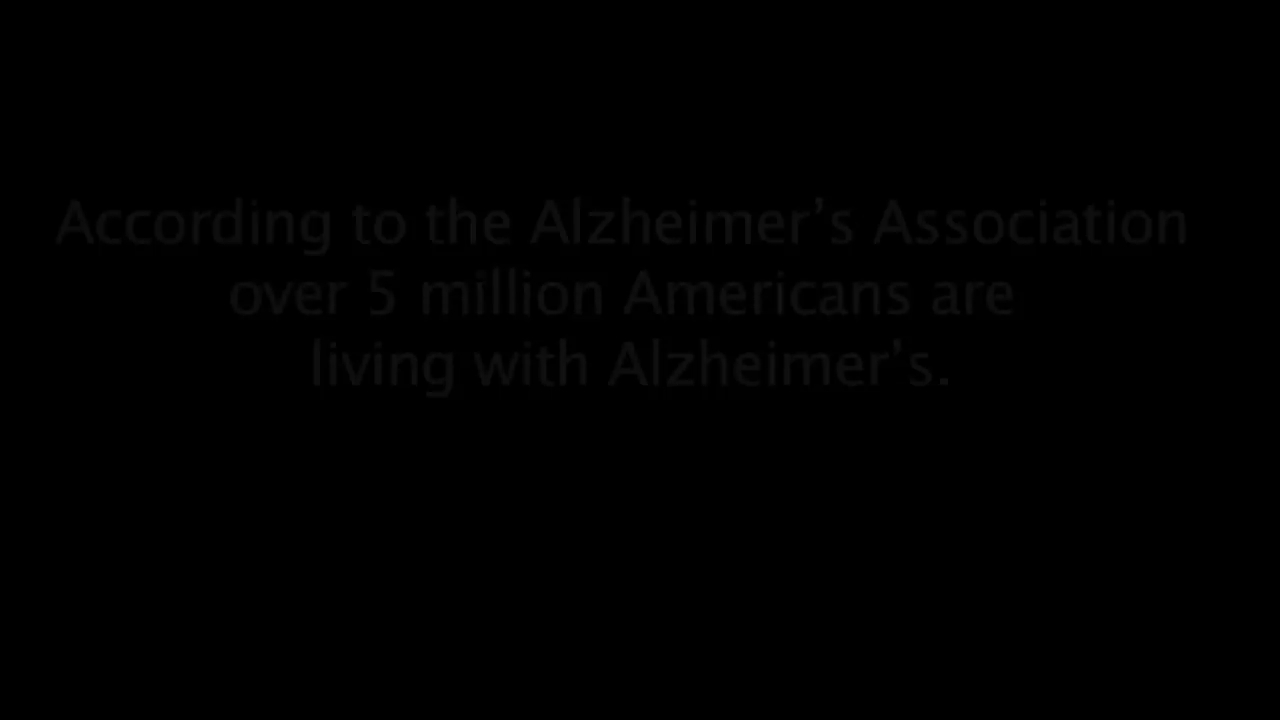 According to the Alzheimer’s Association
over 5 million Americans are
living with Alzheimer’s.